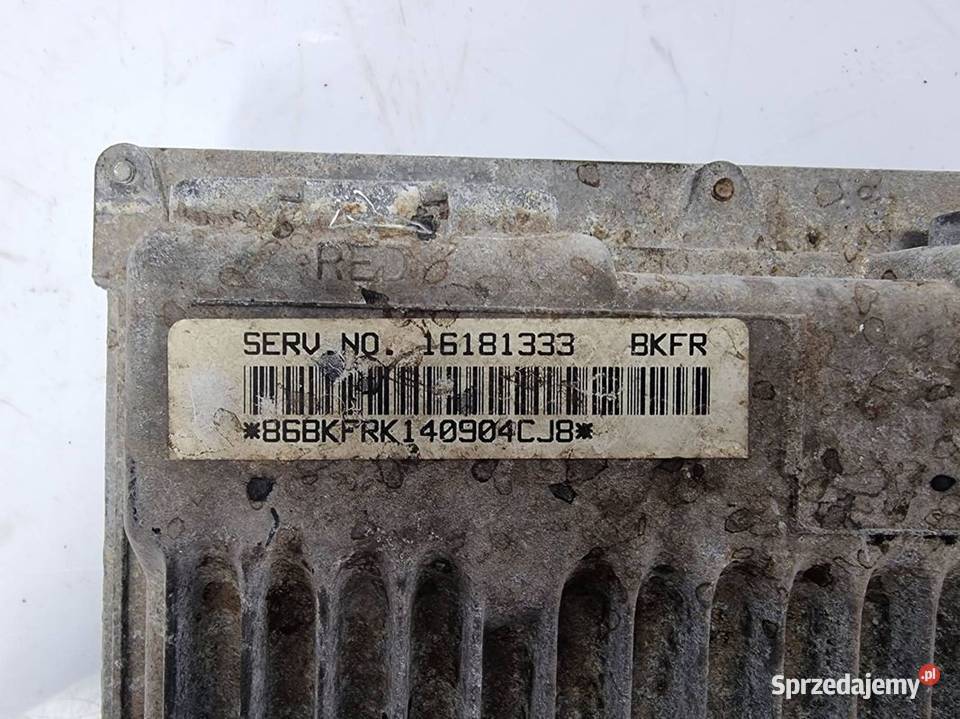 RED
SERV.NO. 16181333 BKFR
*86BKFRK140904CJ8*
Sprzedajemy.pl